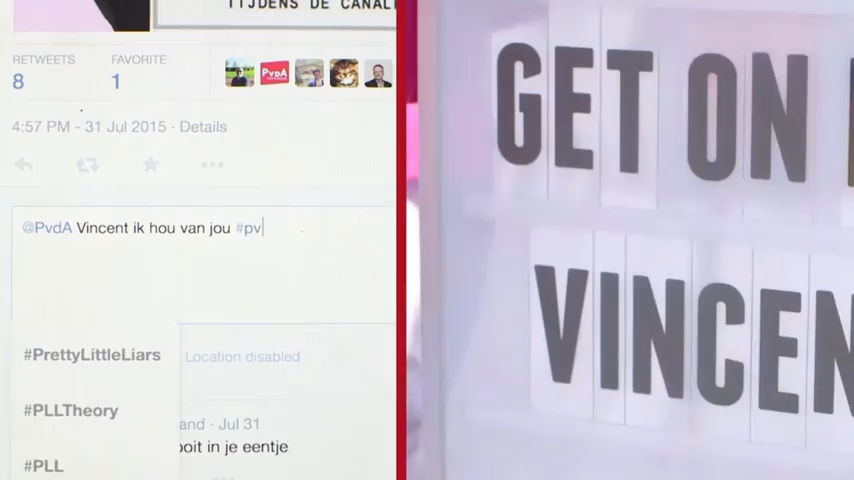 TIJDENS DE CANAL
RETWEETS
FAVORITE
8
1
PvdA
4:57 PM - 31 Jul 2015 · Details
@PvdA Vincent ik hou van jou #pv
#PrettyLittleLiars
Location disabled
#PLLTheory
and · Jul 31
ooit in je eentje
#PLL
GET ON
VINCEN